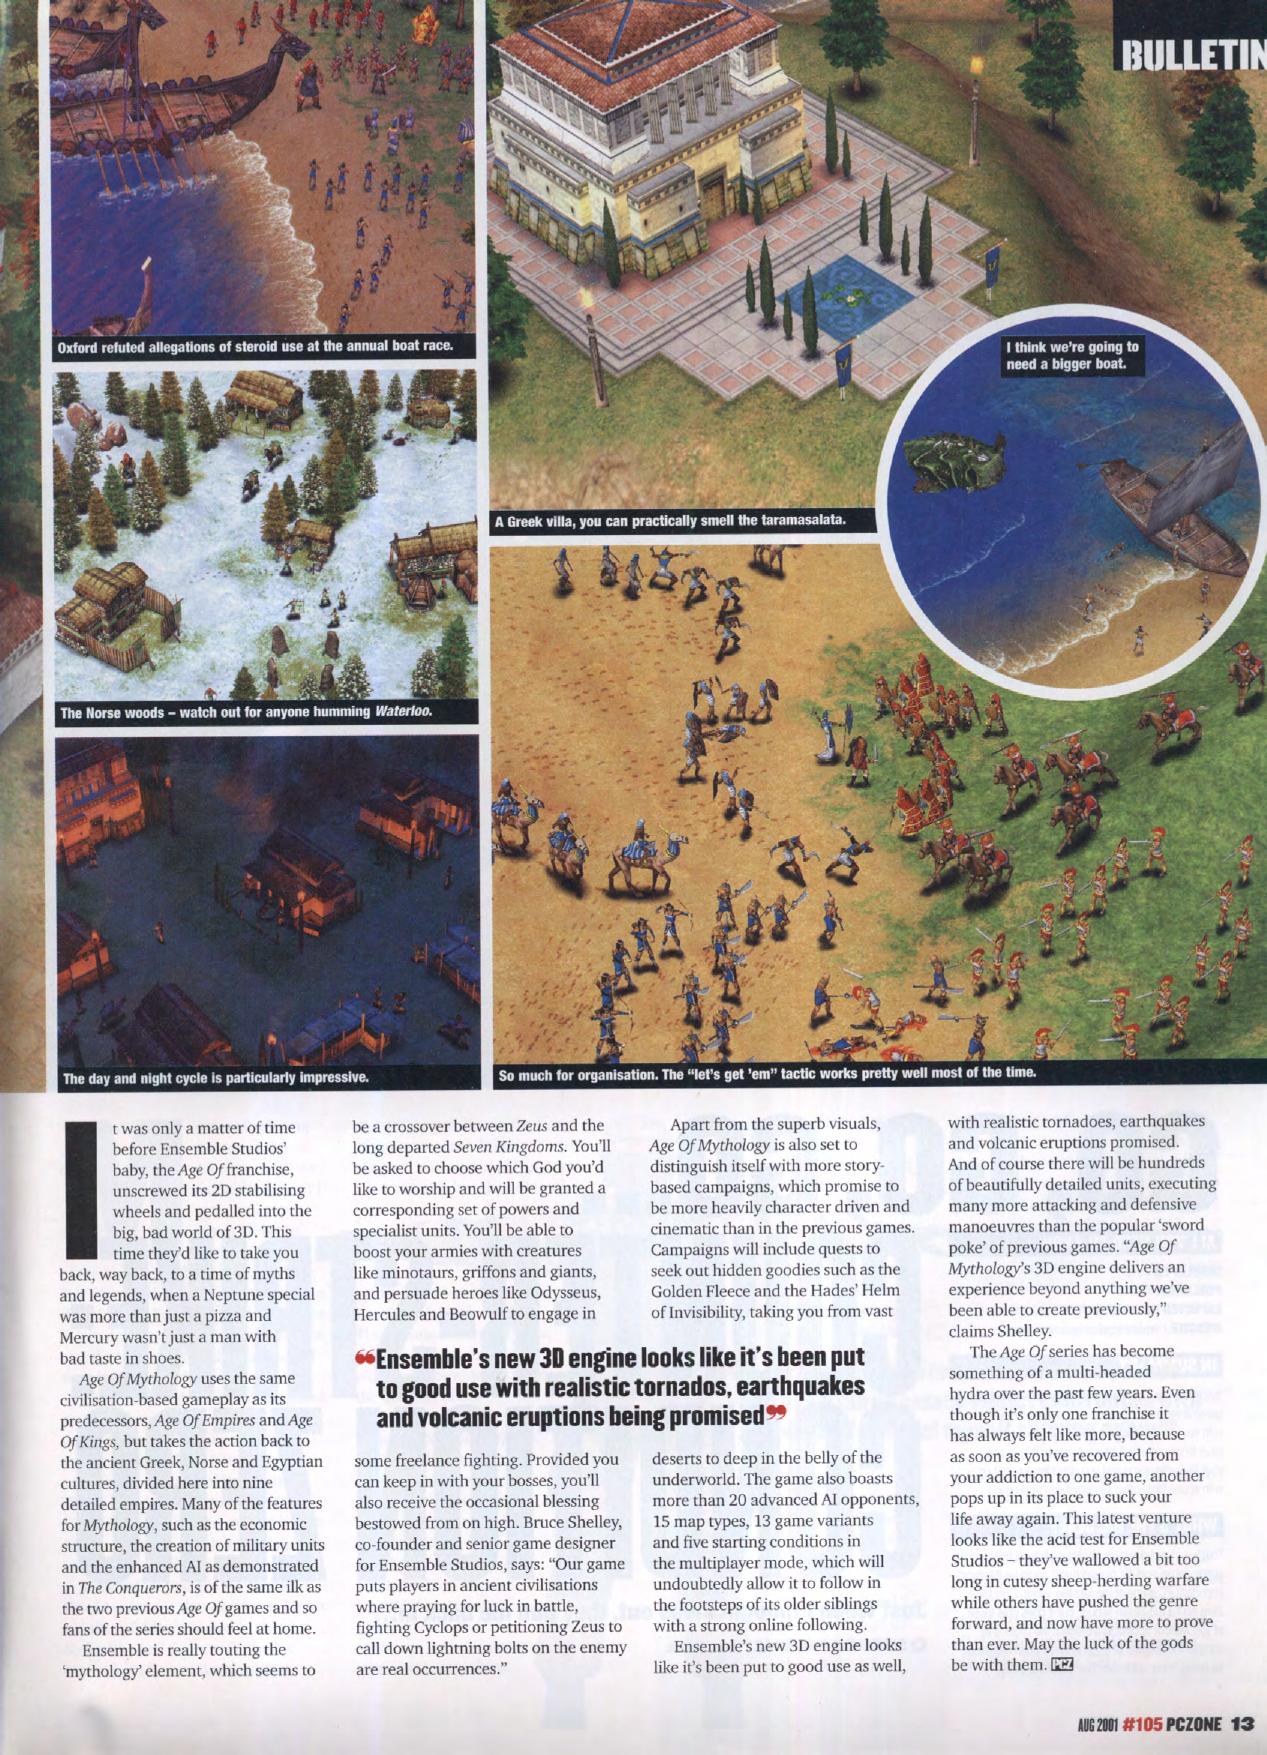 BULLETIN
Oxford refuted allegations of steroid use at the annual boat race.
I think we're going to
need a bigger boat.
A Greek villa, you can practically smell the taramasalata.
The Norse woods – watch out for anyone humming Waterloo.
The day and night cycle is particularly impressive.
So much for organisation. The "let's get 'em" tactic works pretty well most of the time.
It was only a matter of time
before Ensemble Studios'
baby, the Age Of franchise,
unscrewed its 2D stabilising
wheels and pedalled into the
big, bad world of 3D. This
time they'd like to take you
back, way back, to a time of myths
and legends, when a Neptune special
was more than just a pizza and
Mercury wasn't just a man with
bad taste in shoes.
Age Of Mythology uses the same
civilisation-based gameplay as its
predecessors, Age Of Empires and Age
Of Kings, but takes the action back to
the ancient Greek, Norse and Egyptian
cultures, divided here into nine
detailed empires. Many of the features
for Mythology, such as the economic
structure, the creation of military units
and the enhanced AI as demonstrated
in The Conquerors, is of the same ilk as
the two previous Age Of games and so
fans of the series should feel at home.
Ensemble is really touting the
'mythology' element, which seems to
be a crossover between Zeus and the
long departed Seven Kingdoms. You'll
be asked to choose which God you'd
like to worship and will be granted a
corresponding set of powers and
specialist units. You'll be able to
boost your armies with creatures
like minotaurs, griffons and giants,
and persuade heroes like Odysseus,
Hercules and Beowulf to engage in
some freelance fighting. Provided you
can keep in with your bosses, you'll
also receive the occasional blessing
bestowed from on high. Bruce Shelley,
co-founder and senior game designer
for Ensemble Studios, says: "Our game
puts players in ancient civilisations
where praying for luck in battle,
fighting Cyclops or petitioning Zeus to
call down lightning bolts on the enemy
are real occurrences."
"Ensemble's new 3D engine looks like it's been put
to good use with realistic tornados, earthquakes
and volcanic eruptions being promised"
Apart from the superb visuals,
Age Of Mythology is also set to
distinguish itself with more story-
based campaigns, which promise to
be more heavily character driven and
cinematic than in the previous games.
Campaigns will include quests to
seek out hidden goodies such as the
Golden Fleece and the Hades' Helm
of Invisibility, taking you from vast
deserts to deep in the belly of the
underworld. The game also boasts
more than 20 advanced AI opponents,
15 map types, 13 game variants
and five starting conditions in
the multiplayer mode, which will
undoubtedly allow it to follow in
the footsteps of its older siblings
with a strong online following.
Ensemble's new 3D engine looks
like it's been put to good use as well,
with realistic tornados, earthquakes
and volcanic eruptions promised.
And of course there will be hundreds
of beautifully detailed units, executing
many more attacking and defensive
manoeuvres than the popular 'sword
poke' of previous games. "Age Of
Mythology's 3D engine delivers an
experience beyond anything we've
been able to create previously,"
claims Shelley.
The Age Of series has become
something of a multi-headed
hydra over the past few years. Even
though it's only one franchise it
has always felt like more, because
as soon as you've recovered from
your addiction to one game, another
pops up in its place to suck your
life away again. This latest venture
looks like the acid test for Ensemble
Studios – they've wallowed a bit too
long in cutesy sheep-herding warfare
while others have pushed the genre
forward, and now have more to prove
than ever. May the luck of the gods
be with them. PCZ
AUG 2001 #105 PCZONE 13